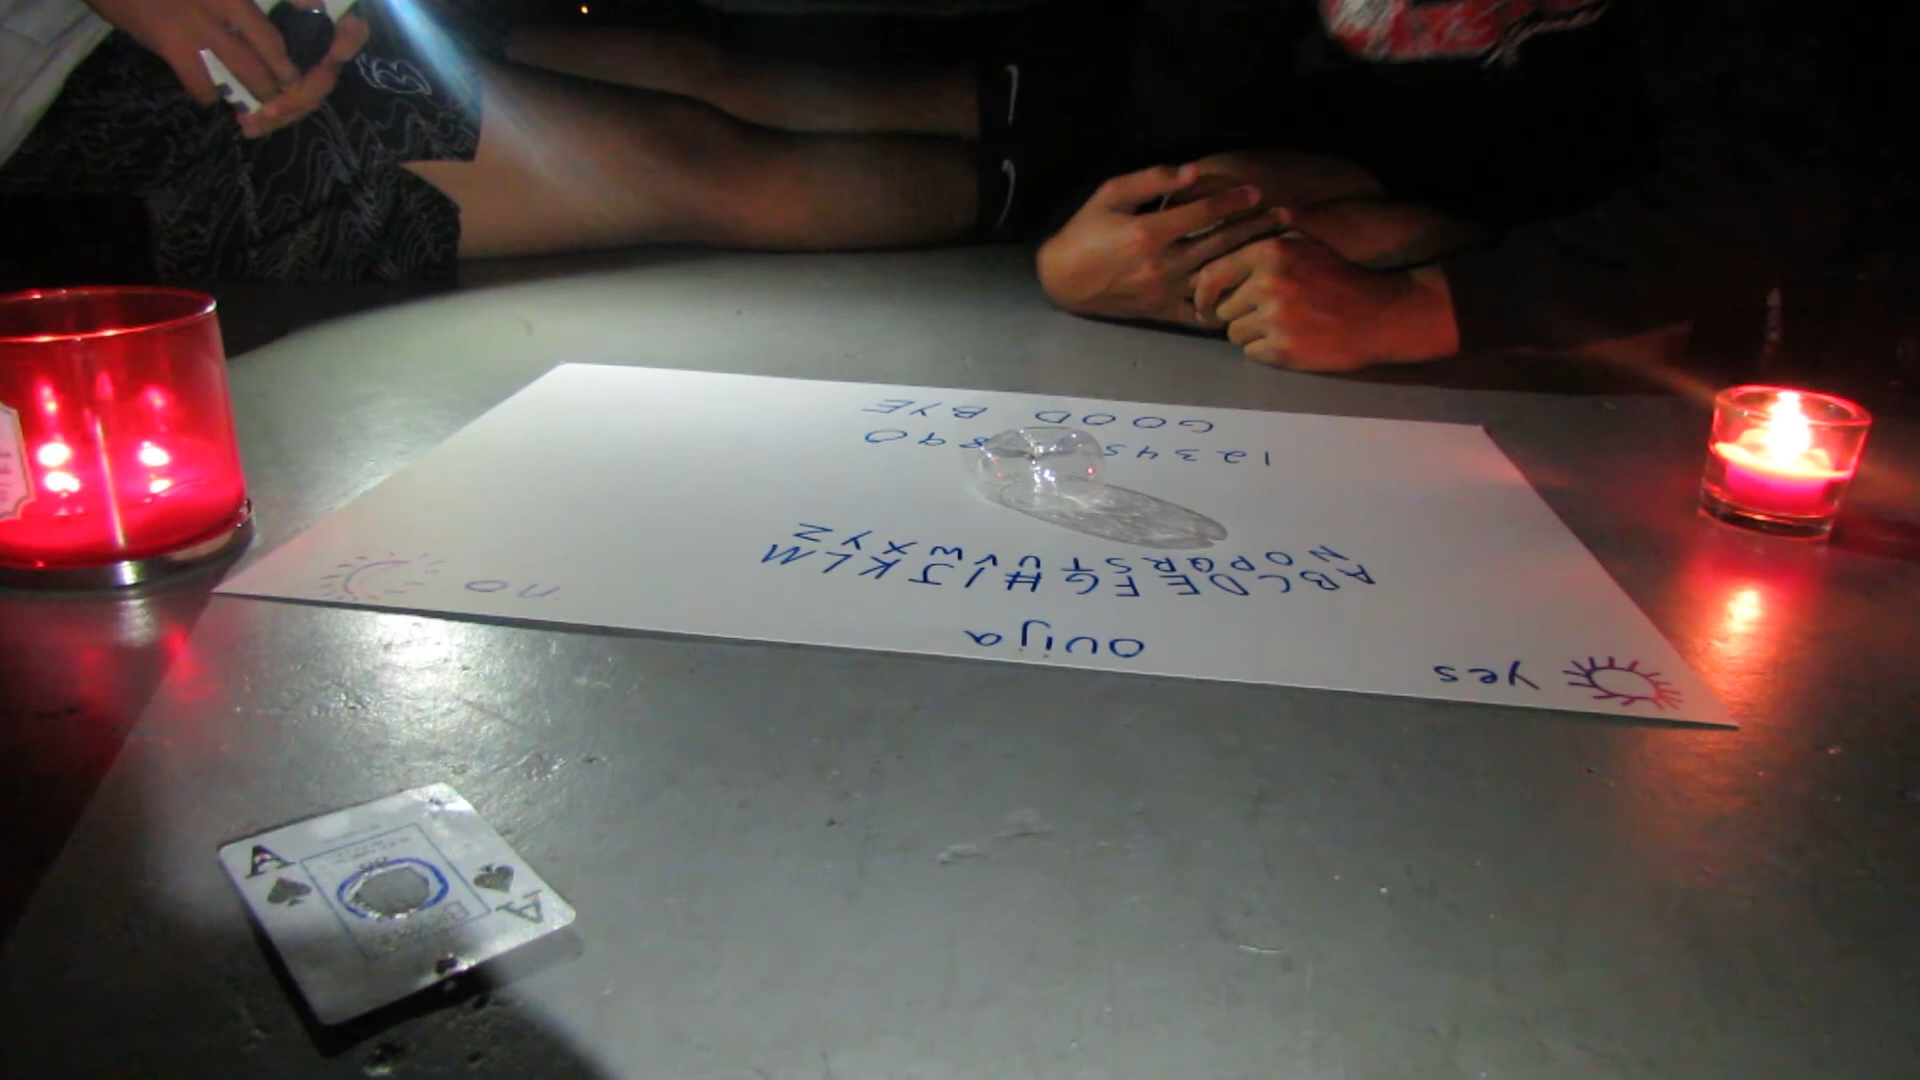 yes
ouija
no
ABCDEFGHIJKLM
NOPQRSTUVWXYZ
12345 890
GOOD BYE
A
A